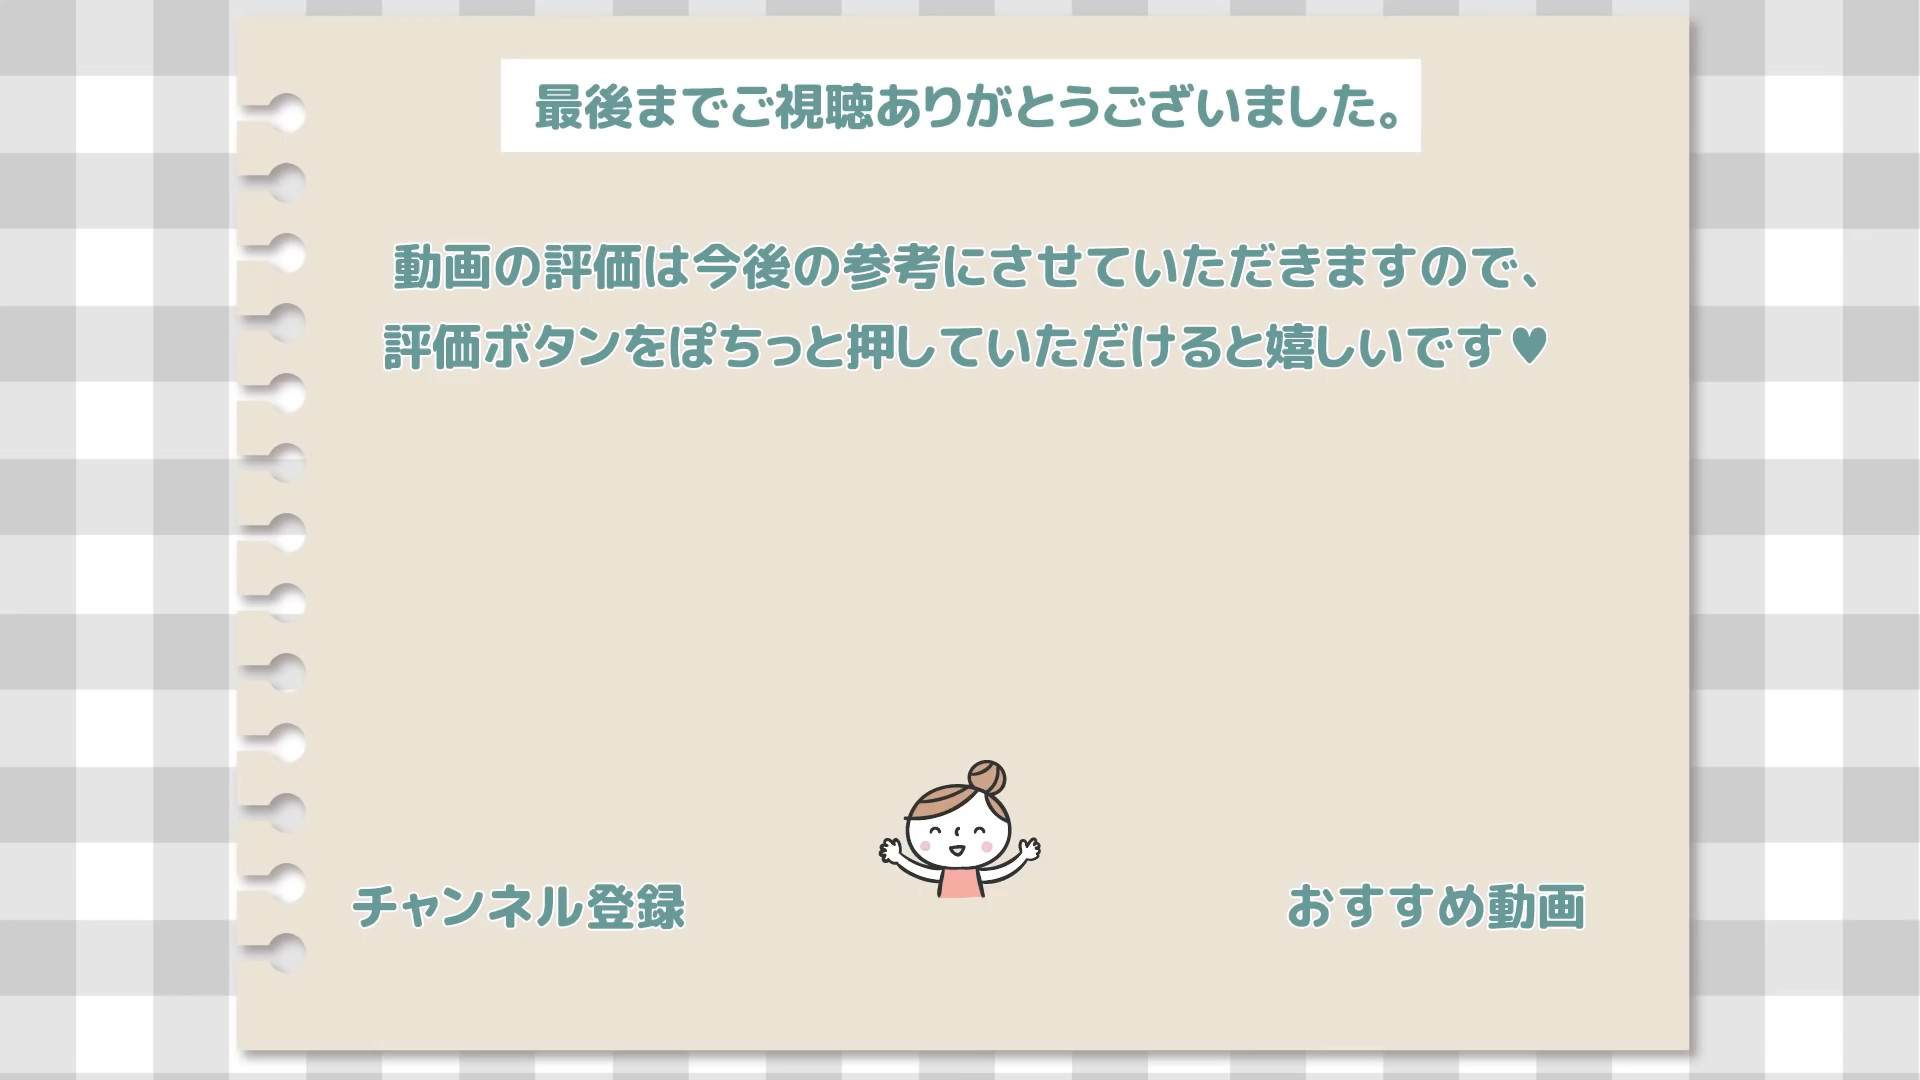 最後までご視聴ありがとうございました。
動画の評価は今後の参考にさせていただきますので、
評価ボタンをぽちっと押していただけると嬉しいです♥
チャンネル登録
おすすめ動画